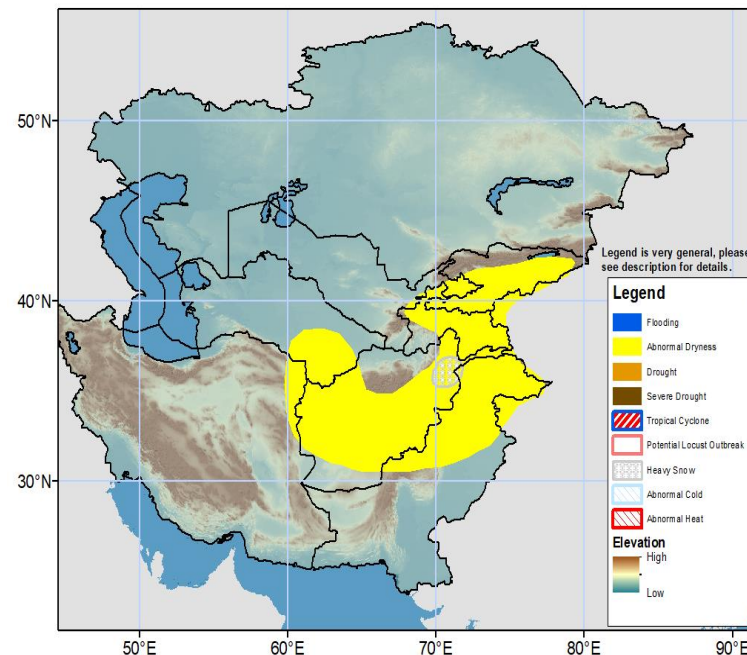 50°N
40°N
30°N
50°E
60°E
70°E
80°E
90°E
Legend is very general, please
see description for details.
Legend
Flooding
Abnormal Dryness
Drought
Severe Drought
Tropical Cyclone
Potential Locust Outbreak
Heavy Snow
Abnormal Cold
Abnormal Heat
Elevation
High
Low